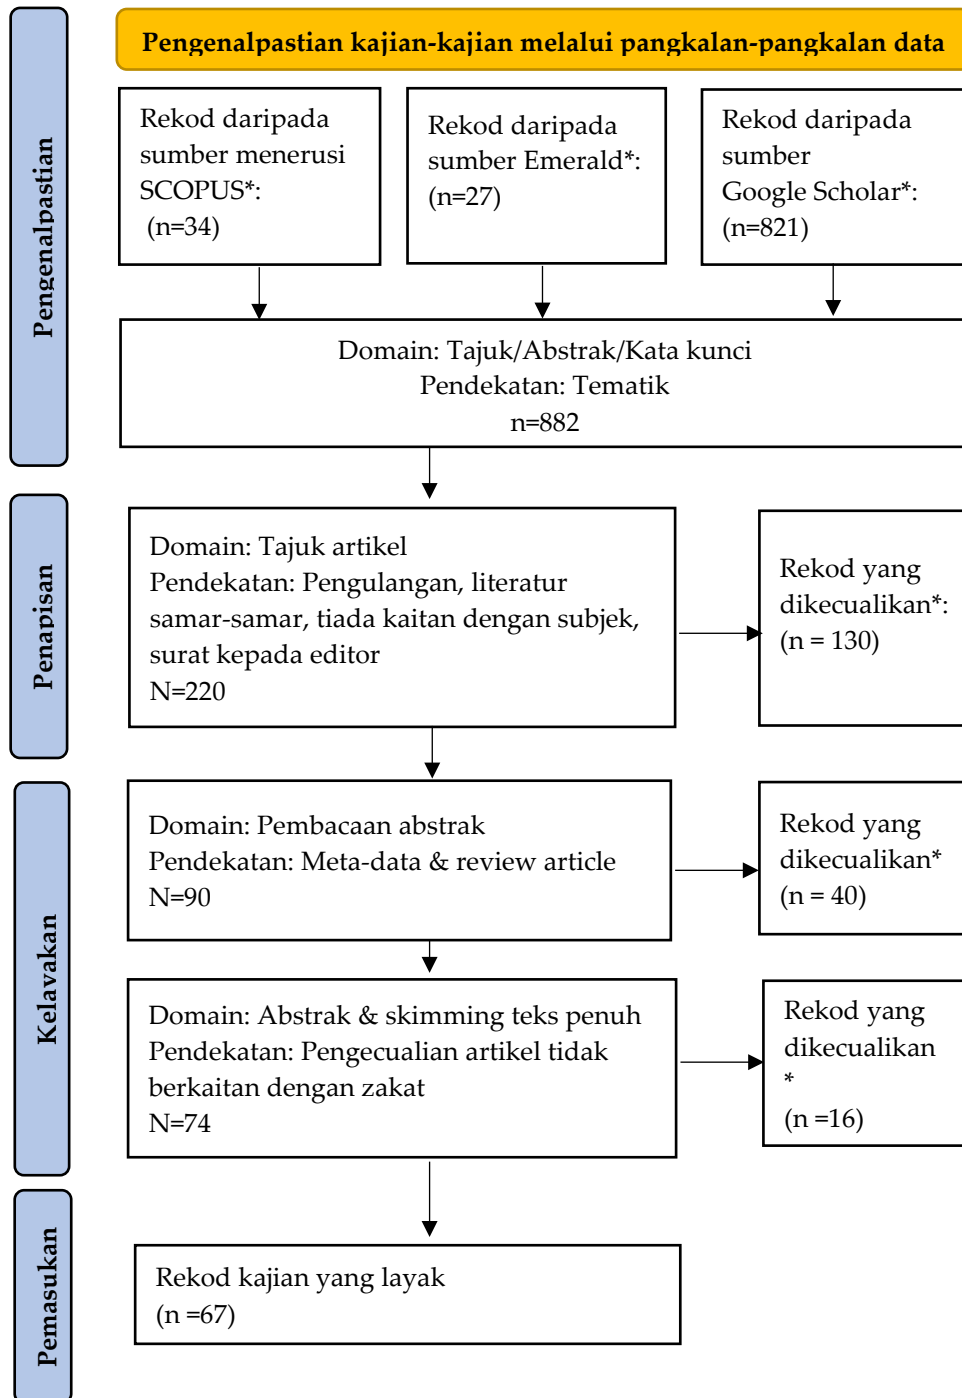 Pengenalpastian kajian-kajian melalui pangkalan-pangkalan data
Pengenalpastian
Rekod daripada
sumber menerusi
SCOPUS*:
(n=34)
Rekod daripada
sumber Emerald*:
(n=27)
Rekod daripada
sumber
Google Scholar*:
(n=821)
Domain: Tajuk/Abstrak/Kata kunci
Pendekatan: Tematik
n=882
Penapisan
Domain: Tajuk artikel
Pendekatan: Pengulangan, literatur
samar-samar, tiada kaitan dengan subjek,
surat kepada editor
N=220
Rekod yang
dikecualikan*:
(n = 130)
Kelavakan
Domain: Pembacaan abstrak
Pendekatan: Meta-data & review article
N=90
Rekod yang
dikecualikan*
(n = 40)
Domain: Abstrak & skimming teks penuh
Pendekatan: Pengecualian artikel tidak
berkaitan dengan zakat
N=74
Rekod yang
dikecualikan
*
(n =16)
Pemasukan
Rekod kajian yang layak
(n =67)